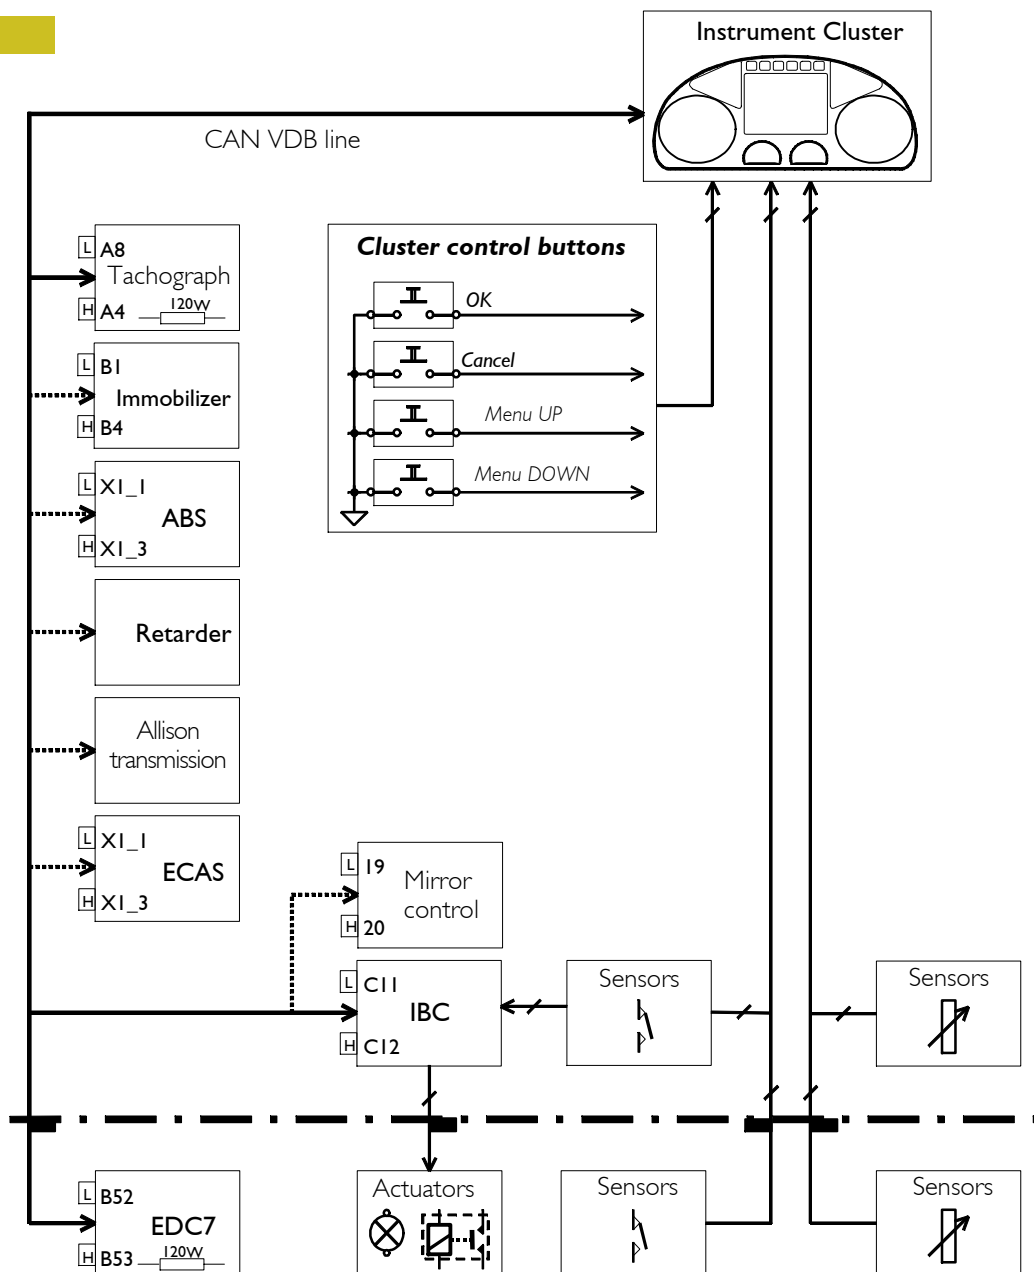 Instrument Cluster
CAN VDB line
L A8
Tachograph
H A4 120W
Cluster control buttons
OK
Cancel
Menu UP
Menu DOWN
L B1
Immobilizer
H B4
L X1_1
ABS
H X1_3
Retarder
Allison
transmission
L X1_1
ECAS
H X1_3
L 19
Mirror
control
H 20
L C11
IBC
H C12
Sensors
Sensors
L B52
EDC7
H B53 120W
Actuators
Sensors
Sensors